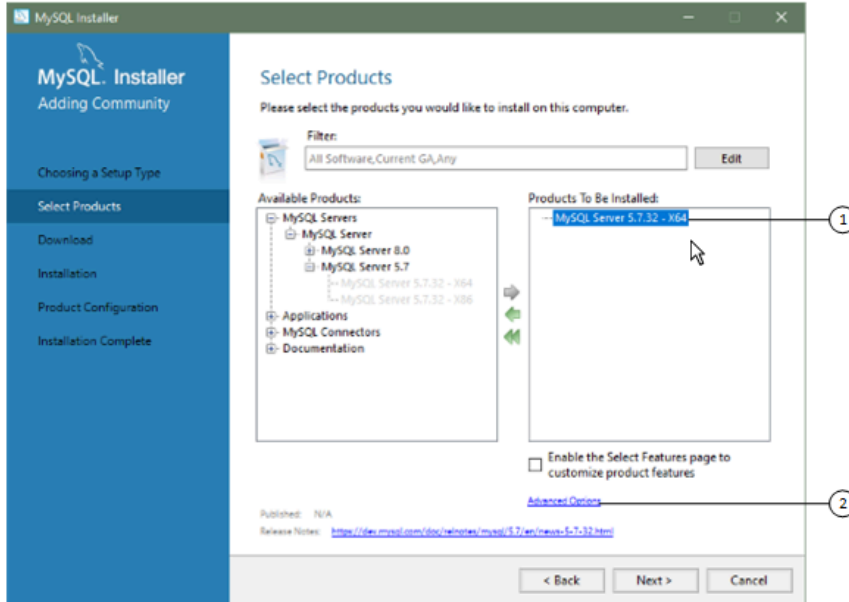 MySQL Installer
MySQL. Installer
Adding Community
Choosing a Setup Type
Select Products
Download
Installation
Product Configuration
Installation Complete
Select Products
Please select the products you would like to install on this computer.
Filter:
All Software,Current GA,Any
Edit
Available Products:
MySQL Servers
MySQL Server
MySQL Server 8.0
MySQL Server 5.7
MySQL Server 5.7.32 - X64
MySQL Server 5.7.32 - X86
Applications
MySQL Connectors
Documentation
Products To Be Installed:
MySQL Server 5.7.32 - X64
1
Enable the Select Features page to
customize product features
Advanced Options
2
Published: N/A
Release Notes: https://dev.mysql.com/doc/relnotes/mysql/5.7/en/news-5-7-32.html
< Back
Next >
Cancel